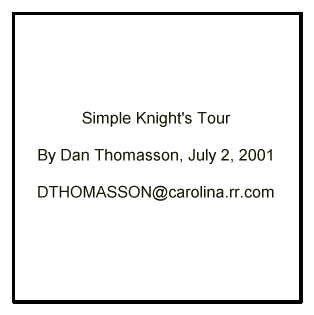 Simple Knight's Tour
By Dan Thomasson, July 2, 2001
DTHOMASSON@carolina.rr.com